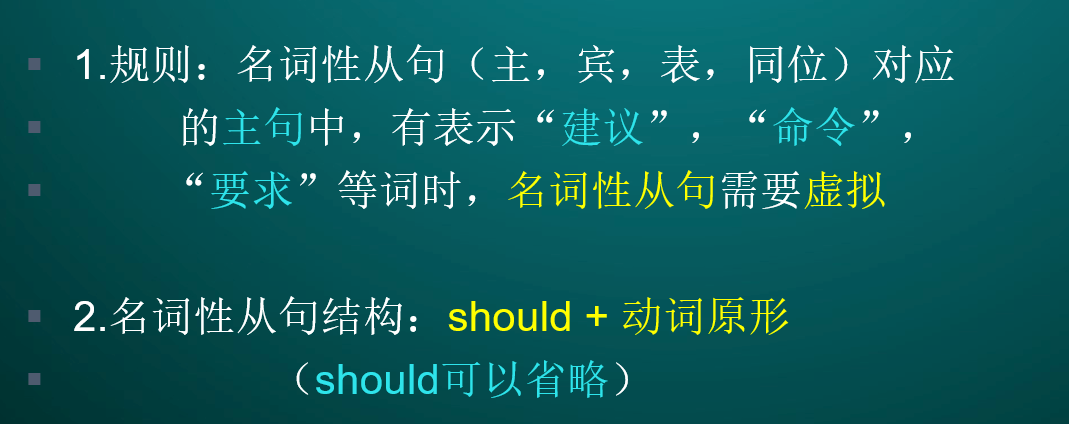 1.规则：名词性从句（主，宾，表，同位）对应
的主句中，有表示“建议”，“命令”，
“要求”等词时，名词性从句需要虚拟
2.名词性从句结构：should + 动词原形
（should可以省略）